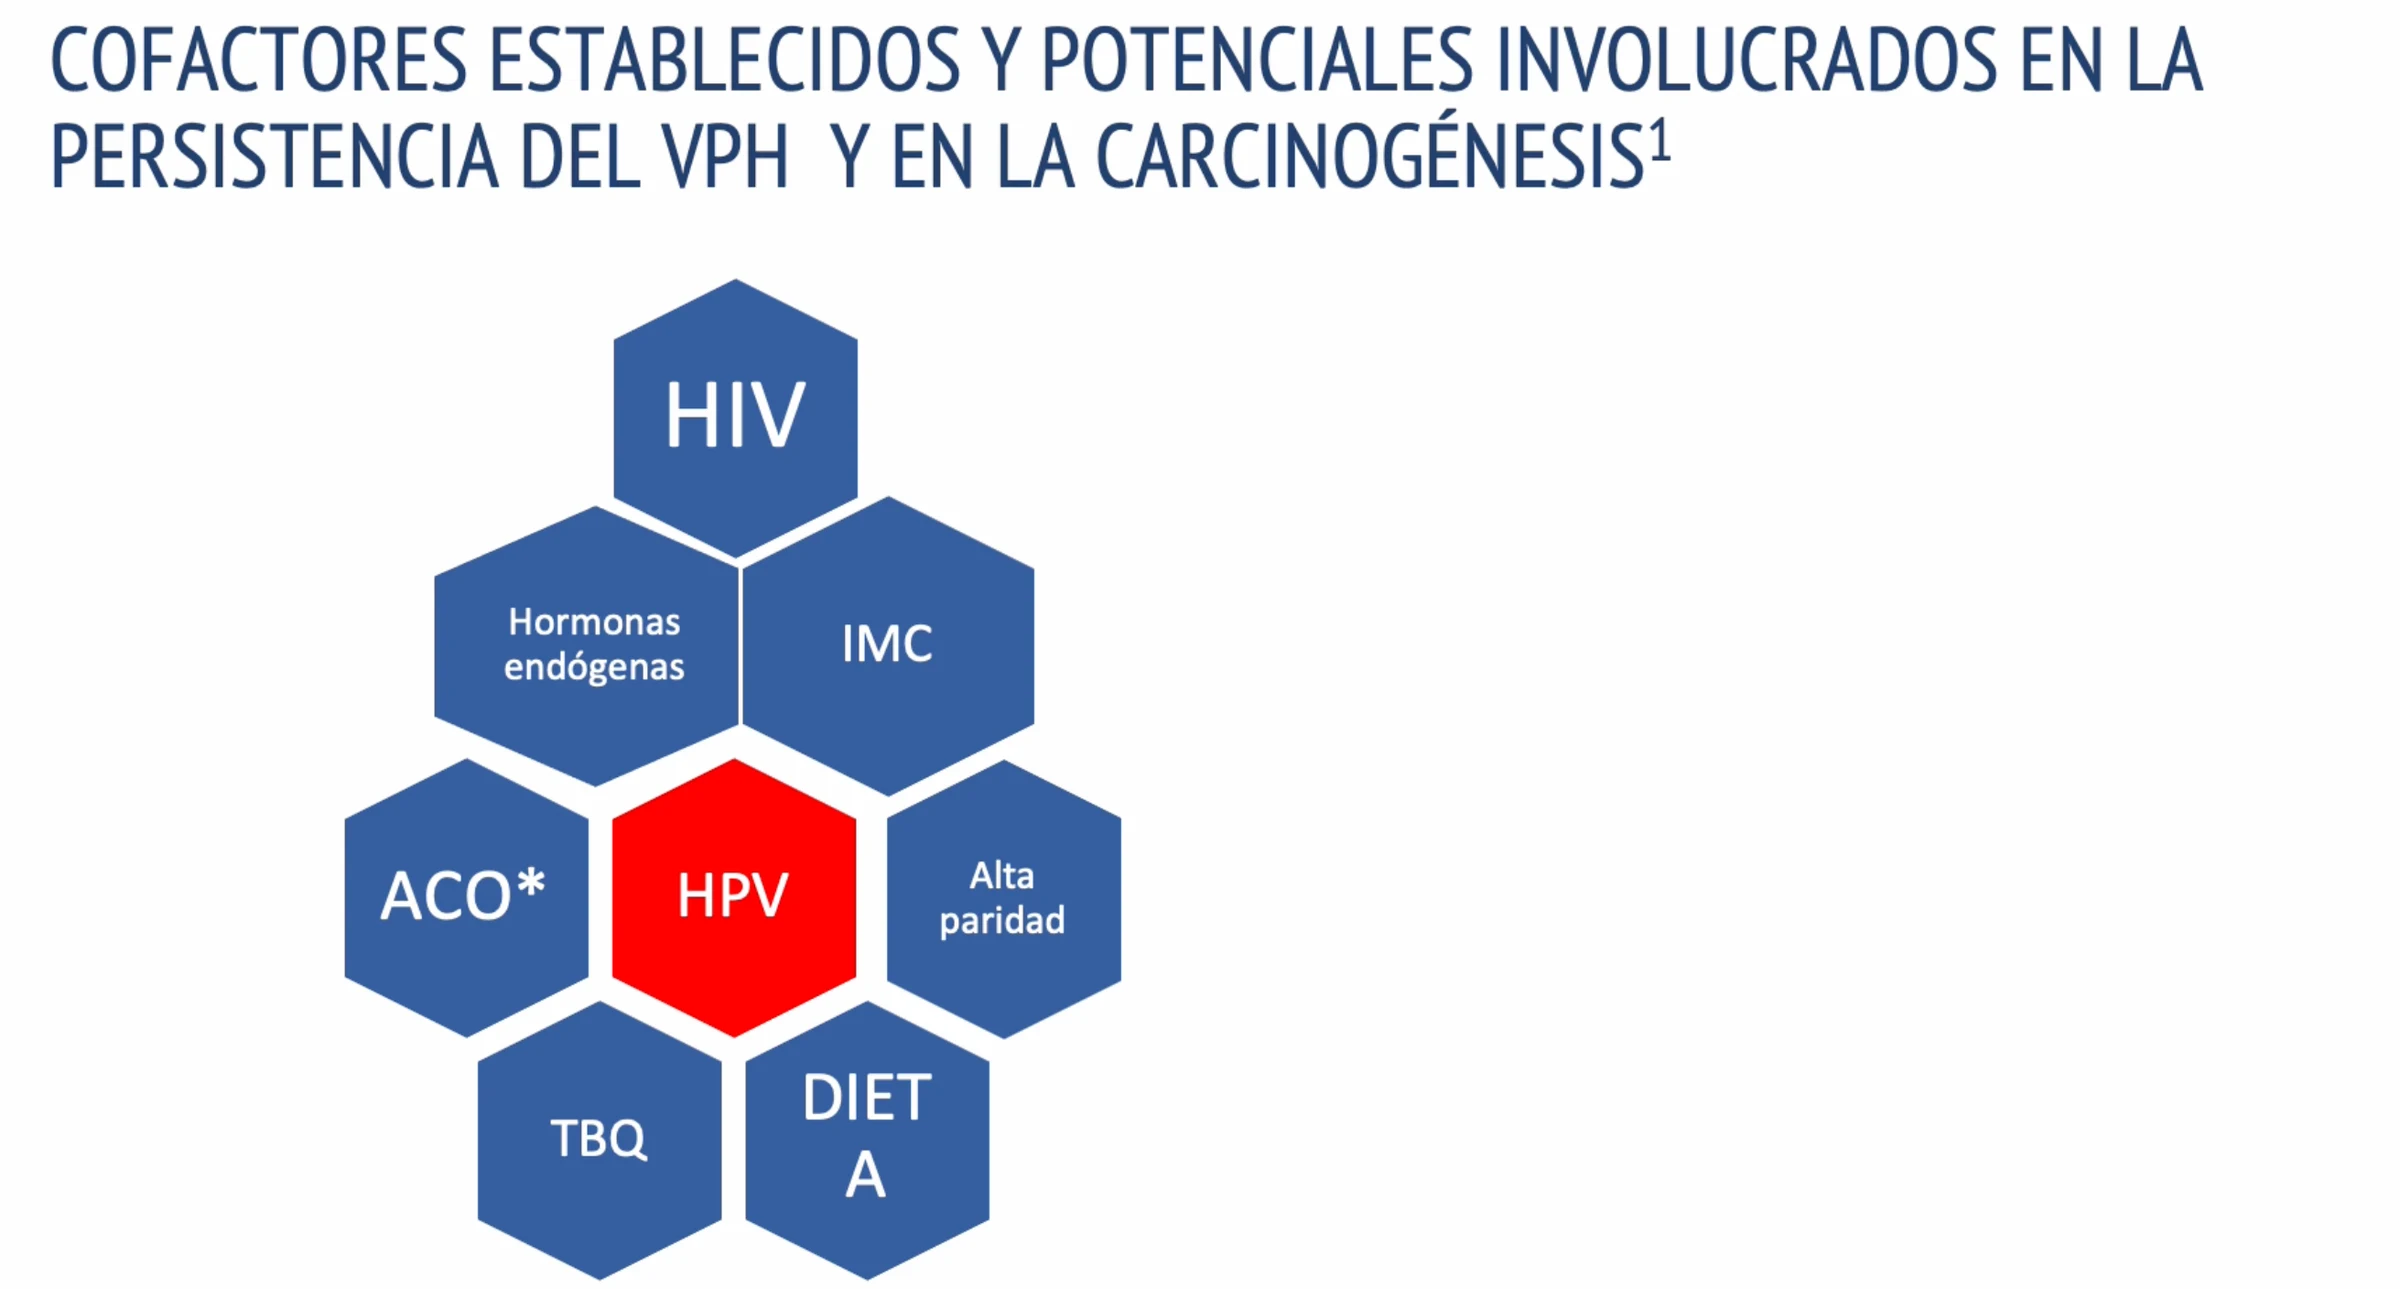 COFACTORES ESTABLECIDOS Y POTENCIALES INVOLUCRADOS EN LA
PERSISTENCIA DEL VPH Y EN LA CARCINOGÉNESIS¹
HIV
Hormonas
endógenas
IMC
ACO*
HPV
Alta
paridad
TBQ
DIET
A